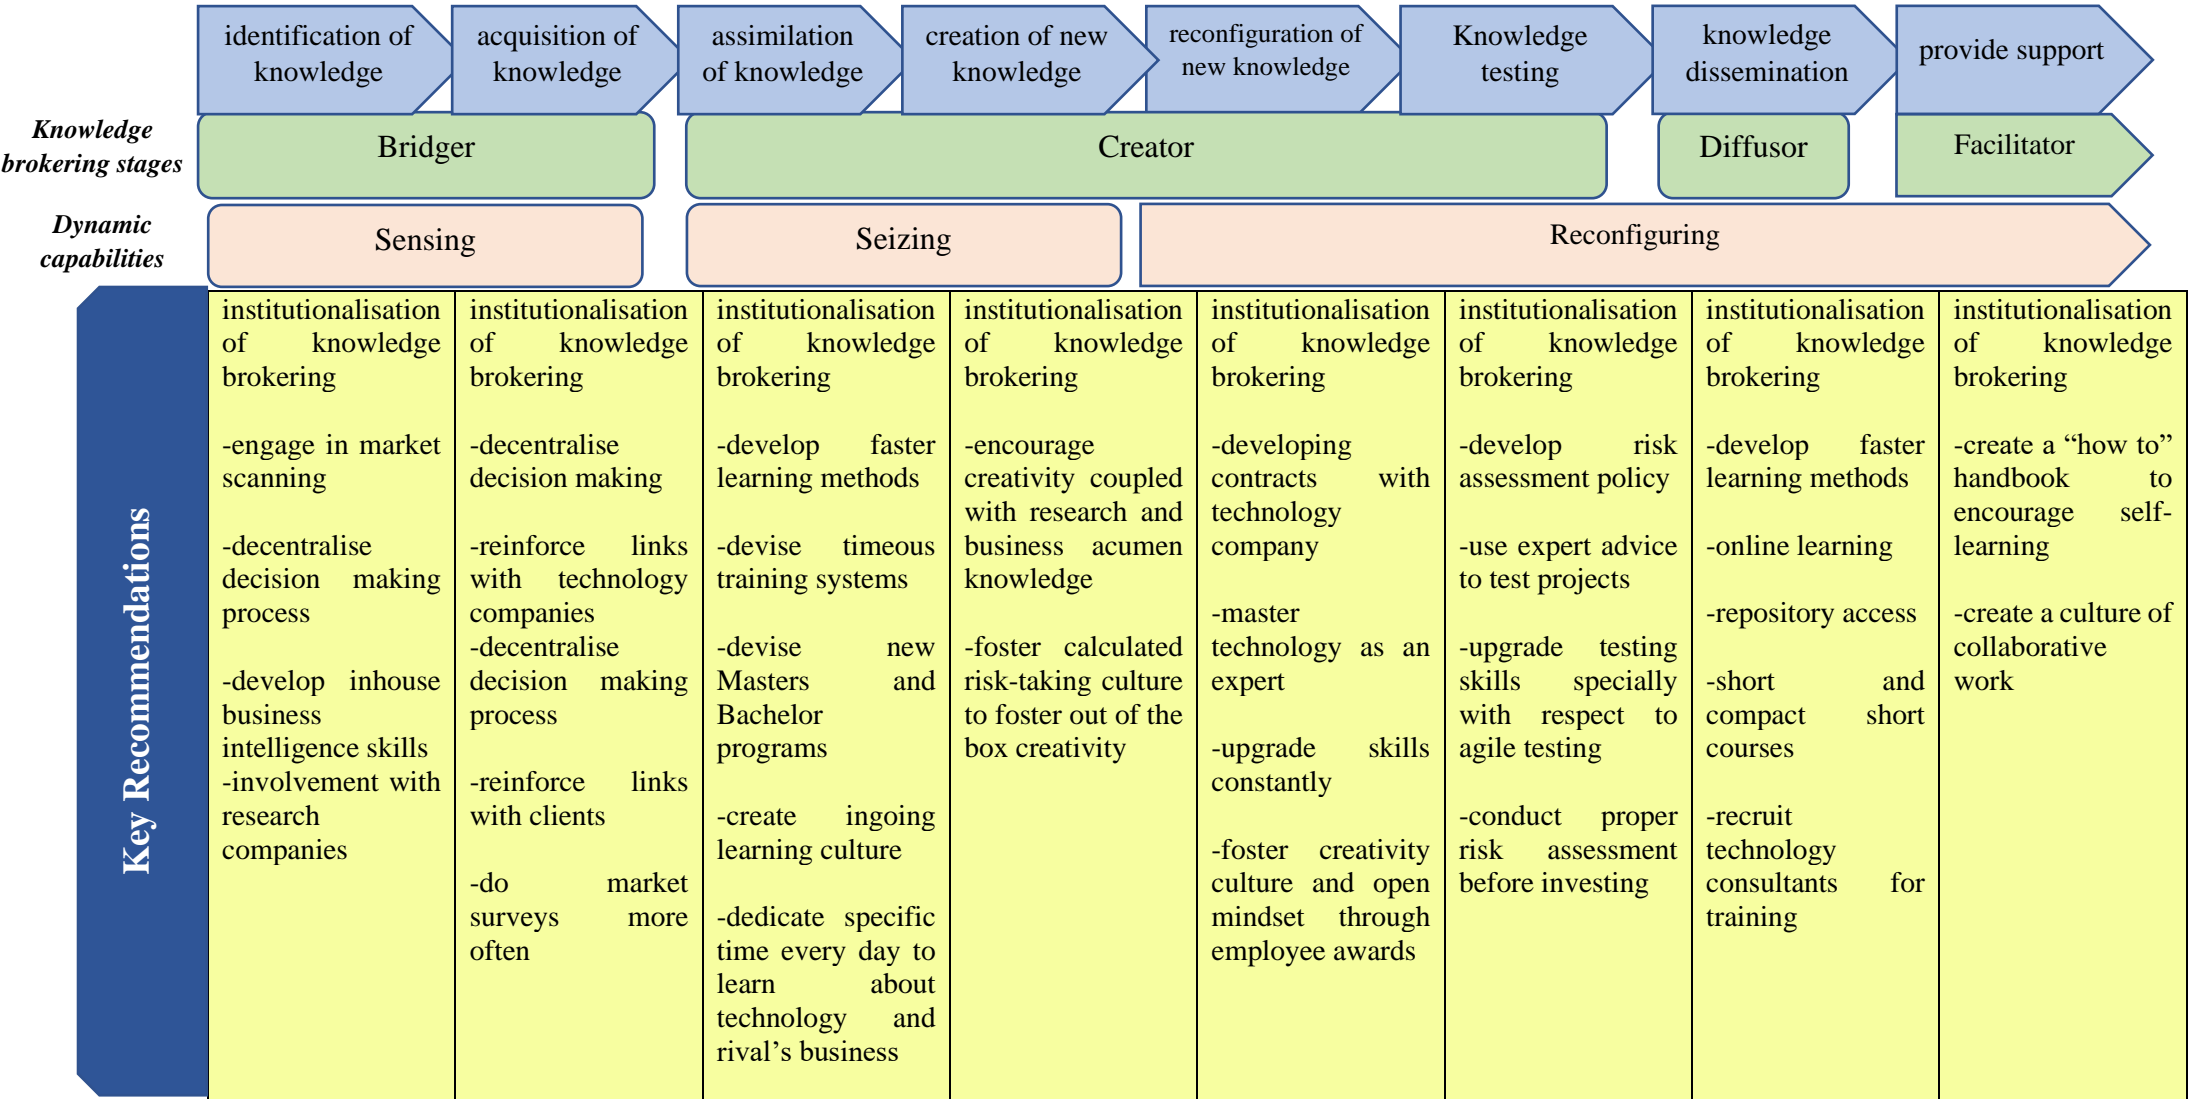 identification of
knowledge
acquisition of
knowledge
assimilation
of knowledge
creation of new
knowledge
reconfiguration of
new knowledge
Knowledge
testing
knowledge
dissemination
provide support
Knowledge
brokering stages
Bridger
Creator
Diffusor
Facilitator
Dynamic
capabilities
Sensing
Seizing
Reconfiguring
Key Recommendations
institutionalisation
of knowledge
brokering
-engage in market
scanning
-decentralise
decision making
process
-develop inhouse
business
intelligence skills
-involvement with
research
companies
institutionalisation
of knowledge
brokering
-decentralise
decision making
-reinforce links
with technology
companies
-decentralise
decision making
process
-reinforce links
with clients
-do market
surveys more
often
institutionalisation
of knowledge
brokering
-develop faster
learning methods
-devise timeous
training systems
-devise new
Masters and
Bachelor
programs
-create ingoing
learning culture
-dedicate specific
time every day to
learn about
technology and
rival’s business
institutionalisation
of knowledge
brokering
-encourage
creativity coupled
with research and
business acumen
knowledge
-foster calculated
risk-taking culture
to foster out of the
box creativity
institutionalisation
of knowledge
brokering
-developing
contracts with
technology
company
-master
technology as an
expert
-upgrade skills
constantly
-foster creativity
culture and open
mindset through
employee awards
institutionalisation
of knowledge
brokering
-develop risk
assessment policy
-use expert advice
to test projects
-upgrade testing
skills specially
with respect to
agile testing
-conduct proper
risk assessment
before investing
institutionalisation
of knowledge
brokering
-develop faster
learning methods
-online learning
-repository access
-short and
compact short
courses
-recruit
technology
consultants for
training
institutionalisation
of knowledge
brokering
-create a “how to”
handbook to
encourage self-
learning
-create a culture of
collaborative
work